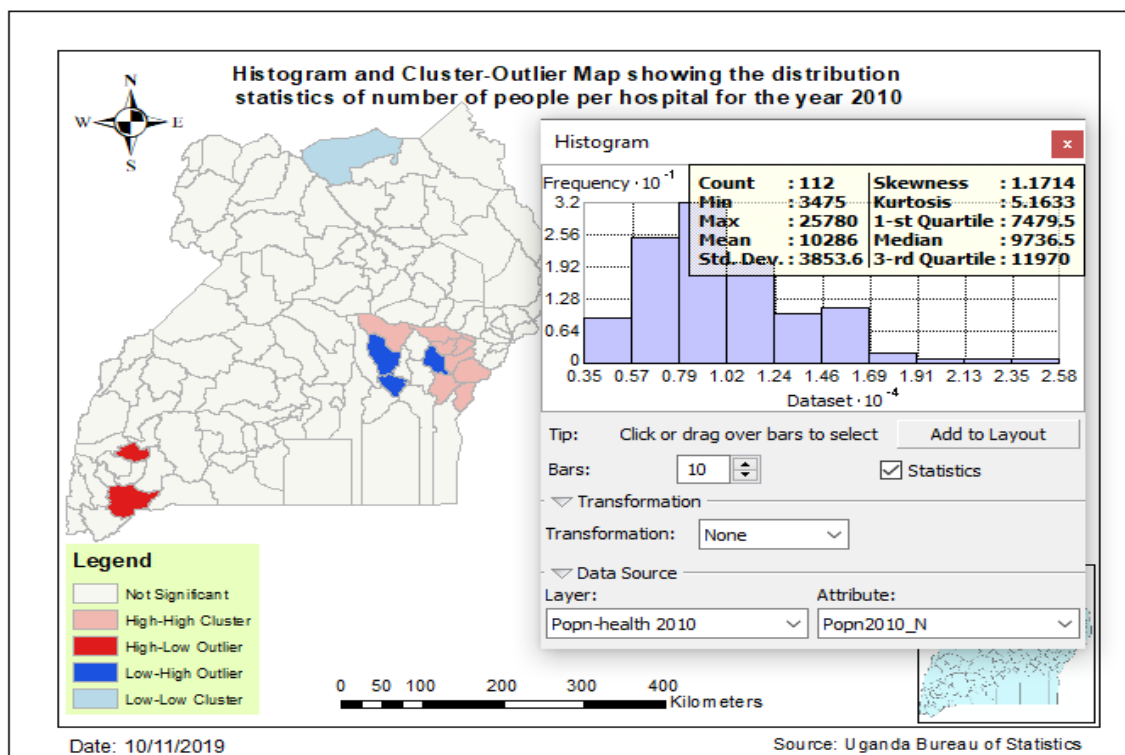 Histogram and Cluster-Outlier Map showing the distribution
statistics of number of people per hospital for the year 2010
N
W E
S
Histogram x
Frequency · 10 -1
Count : 112 Skewness : 1.1714
Min : 3475 Kurtosis : 5.1633
Max : 25780 1-st Quartile : 7479.5
Mean : 10286 Median : 9736.5
Std. Dev. : 3853.6 3-rd Quartile : 11970
3.2
2.56
1.92
1.28
0.64
0
0.35 0.57 0.79 1.02 1.24 1.46 1.69 1.91 2.13 2.35 2.58
Dataset · 10 -4
Tip: Click or drag over bars to select Add to Layout
Bars: 10 Statistics
Transformation
Transformation: None
Data Source
Layer: Attribute:
Popn-health 2010 Popn2010_N
Legend
Not Significant
High-High Cluster
High-Low Outlier
Low-High Outlier
Low-Low Cluster
0 50 100 200 300 400
Kilometers
Date: 10/11/2019 Source: Uganda Bureau of Statistics